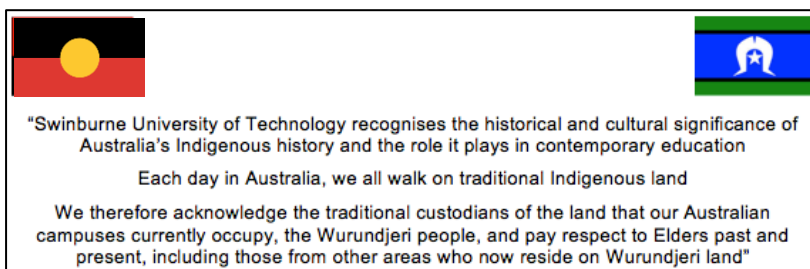 “Swinburne University of Technology recognises the historical and cultural significance of
Australia’s Indigenous history and the role it plays in contemporary education
Each day in Australia, we all walk on traditional Indigenous land
We therefore acknowledge the traditional custodians of the land that our Australian
campuses currently occupy, the Wurundjeri people, and pay respect to Elders past and
present, including those from other areas who now reside on Wurundjeri land”